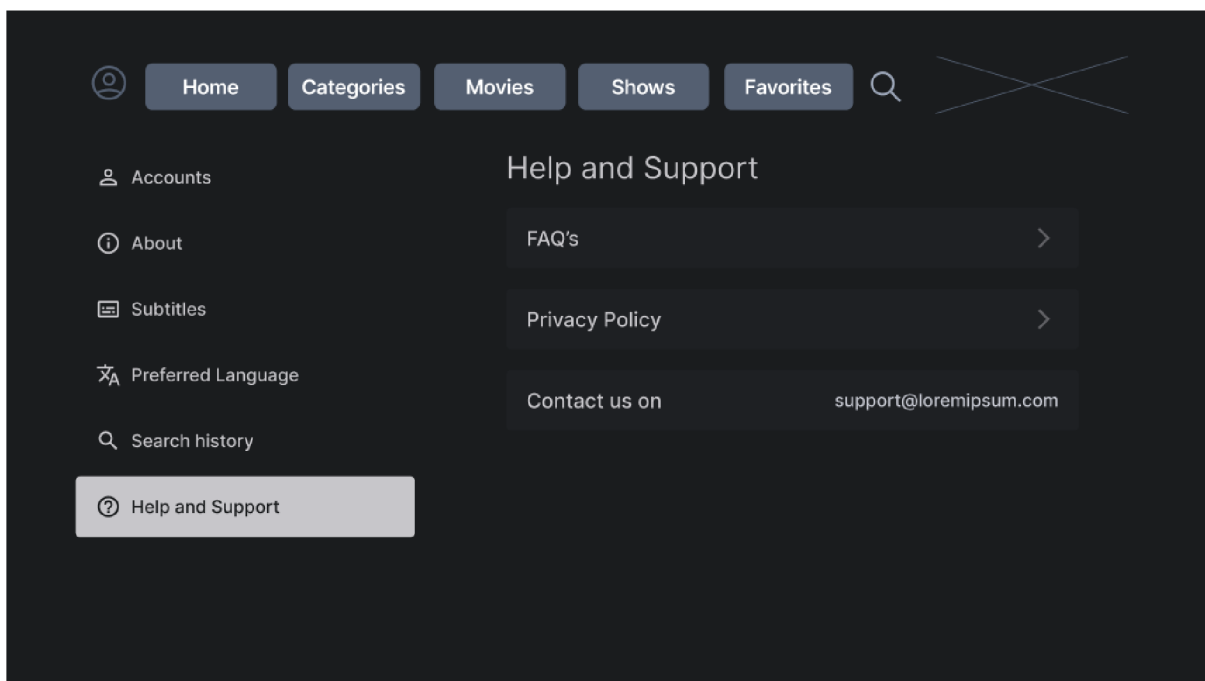 Home Categories Movies Shows Favorites
Accounts
About
Subtitles
Preferred Language
Search history
Help and Support
Help and Support
FAQ’s
Privacy Policy
Contact us on support@loremipsum.com